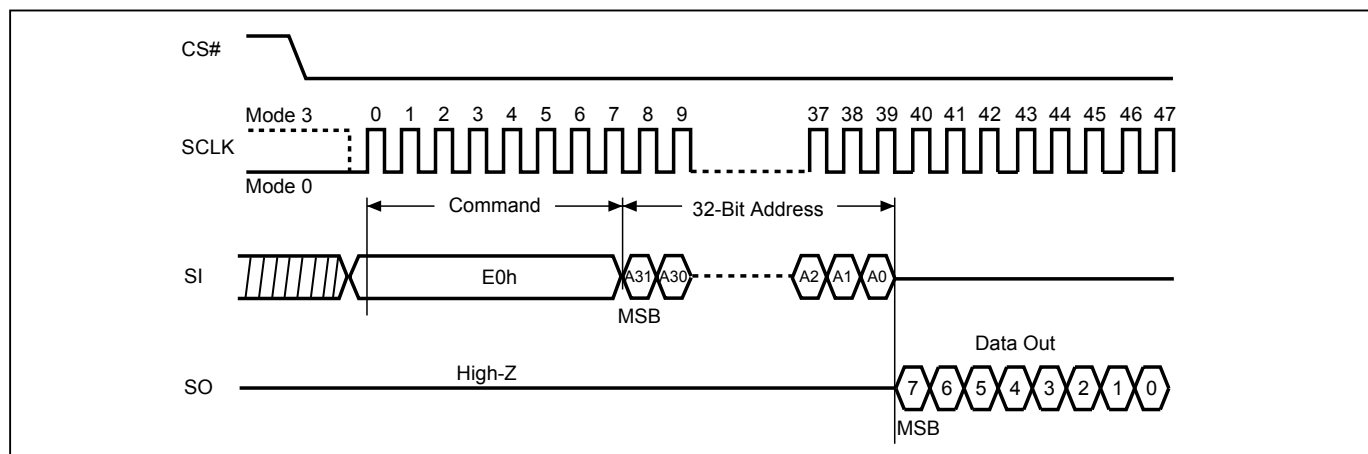 CS#
Mode 3
0 1 2 3 4 5 6 7 8 9 37 38 39 40 41 42 43 44 45 46 47
SCLK
Mode 0
Command
32-Bit Address
SI
E0h
A31 A30 A2 A1 A0
MSB
Data Out
High-Z
SO
7 6 5 4 3 2 1 0
MSB